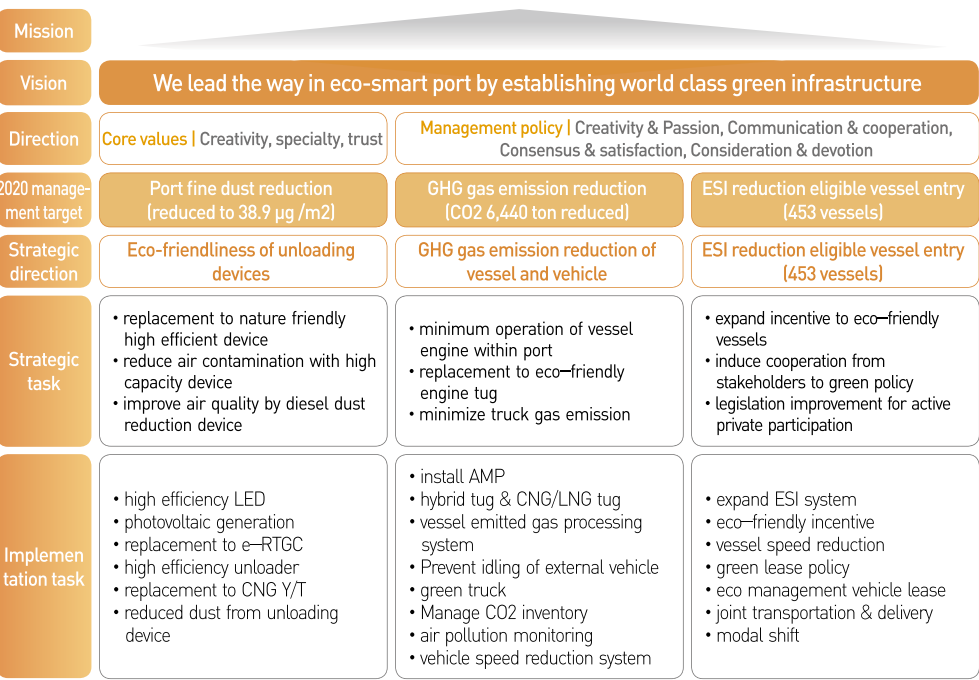 Mission
Vision
We lead the way in eco-smart port by establishing world class green infrastructure
Direction
Core values | Creativity, specialty, trust
Management policy | Creativity & Passion, Communication & cooperation,
Consensus & satisfaction, Consideration & devotion
2020 manage-
ment target
Port fine dust reduction
(reduced to 38.9 μg /m2)
GHG gas emission reduction
(CO2 6,440 ton reduced)
ESI reduction eligible vessel entry
(453 vessels)
Strategic
direction
Eco-friendliness of unloading
devices
GHG gas emission reduction of
vessel and vehicle
ESI reduction eligible vessel entry
(453 vessels)
Strategic
task
• replacement to nature friendly
high efficient device
• reduce air contamination with high
capacity device
• improve air quality by diesel dust
reduction device
• minimum operation of vessel
engine within port
• replacement to eco–friendly
engine tug
• minimize truck gas emission
• expand incentive to eco–friendly
vessels
• induce cooperation from
stakeholders to green policy
• legislation improvement for active
private participation
Implemen
tation task
• high efficiency LED
• photovoltaic generation
• replacement to e–RTGC
• high efficiency unloader
• replacement to CNG Y/T
• reduced dust from unloading
device
• install AMP
• hybrid tug & CNG/LNG tug
• vessel emitted gas processing
system
• Prevent idling of external vehicle
• green truck
• Manage CO2 inventory
• air pollution monitoring
• vehicle speed reduction system
• expand ESI system
• eco–friendly incentive
• vessel speed reduction
• green lease policy
• eco management vehicle lease
• joint transportation & delivery
• modal shift